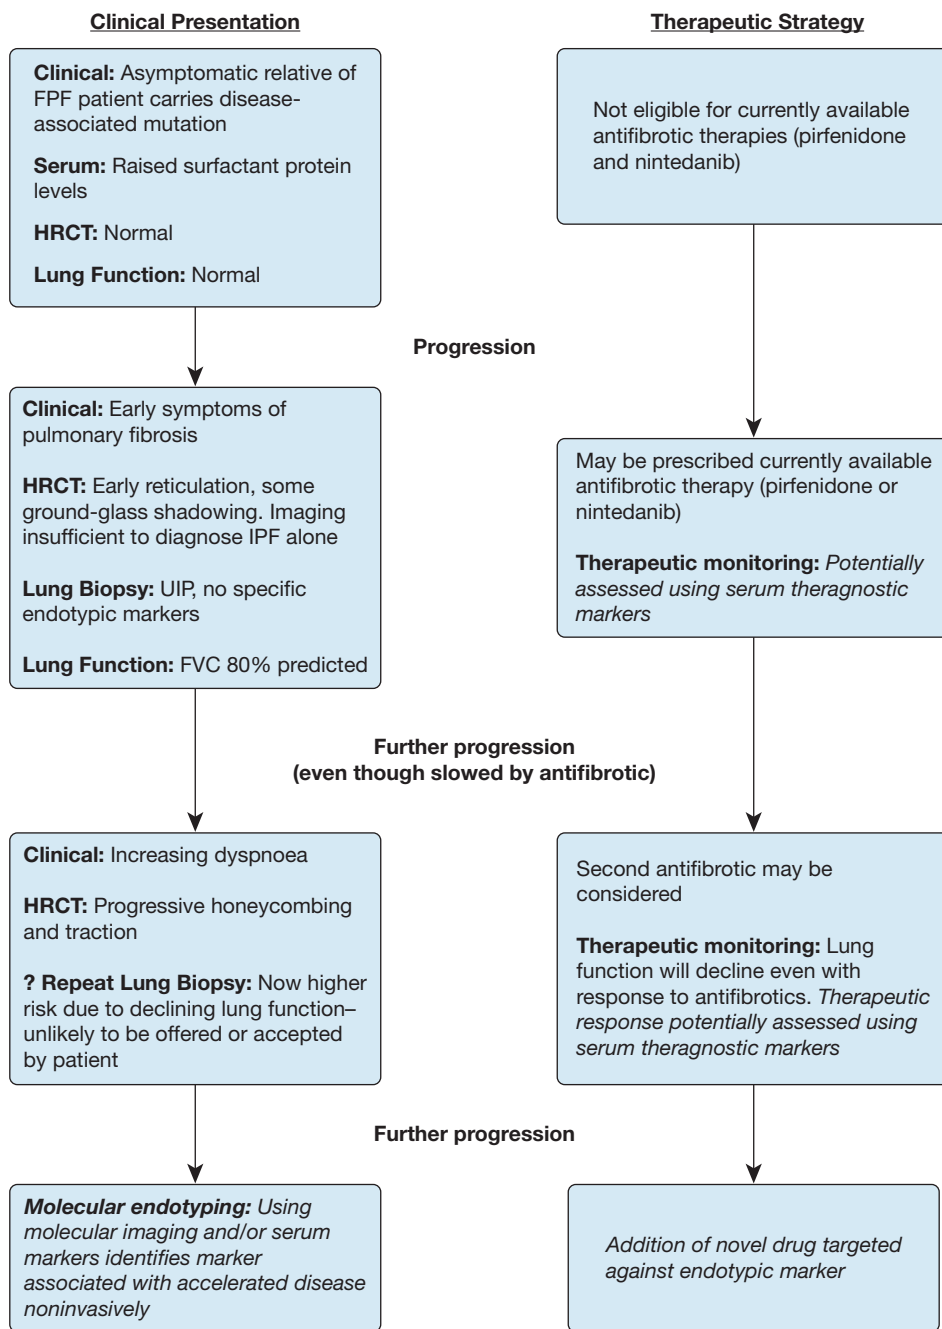 Clinical Presentation
Therapeutic Strategy
Clinical: Asymptomatic relative of
FPF patient carries disease-
associated mutation
Serum: Raised surfactant protein
levels
HRCT: Normal
Lung Function: Normal
Not eligible for currently available
antifibrotic therapies (pirfenidone
and nintedanib)
Progression
Clinical: Early symptoms of
pulmonary fibrosis
HRCT: Early reticulation, some
ground-glass shadowing. Imaging
insufficient to diagnose IPF alone
Lung Biopsy: UIP, no specific
endotypic markers
Lung Function: FVC 80% predicted
May be prescribed currently available
antifibrotic therapy (pirfenidone or
nintedanib)
Therapeutic monitoring: Potentially
assessed using serum theragnostic
markers
Further progression
(even though slowed by antifibrotic)
Clinical: Increasing dyspnoea
HRCT: Progressive honeycombing
and traction
? Repeat Lung Biopsy: Now higher
risk due to declining lung function–
unlikely to be offered or accepted
by patient
Second antifibrotic may be
considered
Therapeutic monitoring: Lung
function will decline even with
response to antifibrotics. Therapeutic
response potentially assessed using
serum theragnostic markers
Further progression
Molecular endotyping: Using
molecular imaging and/or serum
markers identifies marker
associated with accelerated disease
noninvasively
Addition of novel drug targeted
against endotypic marker